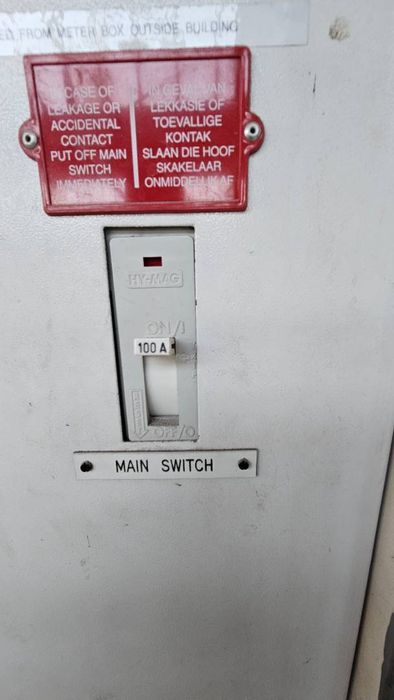 FROM METER BOX OUTSIDE BUILDING
IN CASE OF
LEAKAGE OR
ACCIDENTAL
CONTACT
PUT OFF MAIN
SWITCH
IMMEDIATELY
IN GEVAL VAN
LEKKASIE OF
TOEVALLIGE
KONTAK
SLAAN DIE HOOF
SKAKELAAR
ONMIDDELLIK AF
HY-MAG
ON/I
100 A
OFF/O
MAIN SWITCH